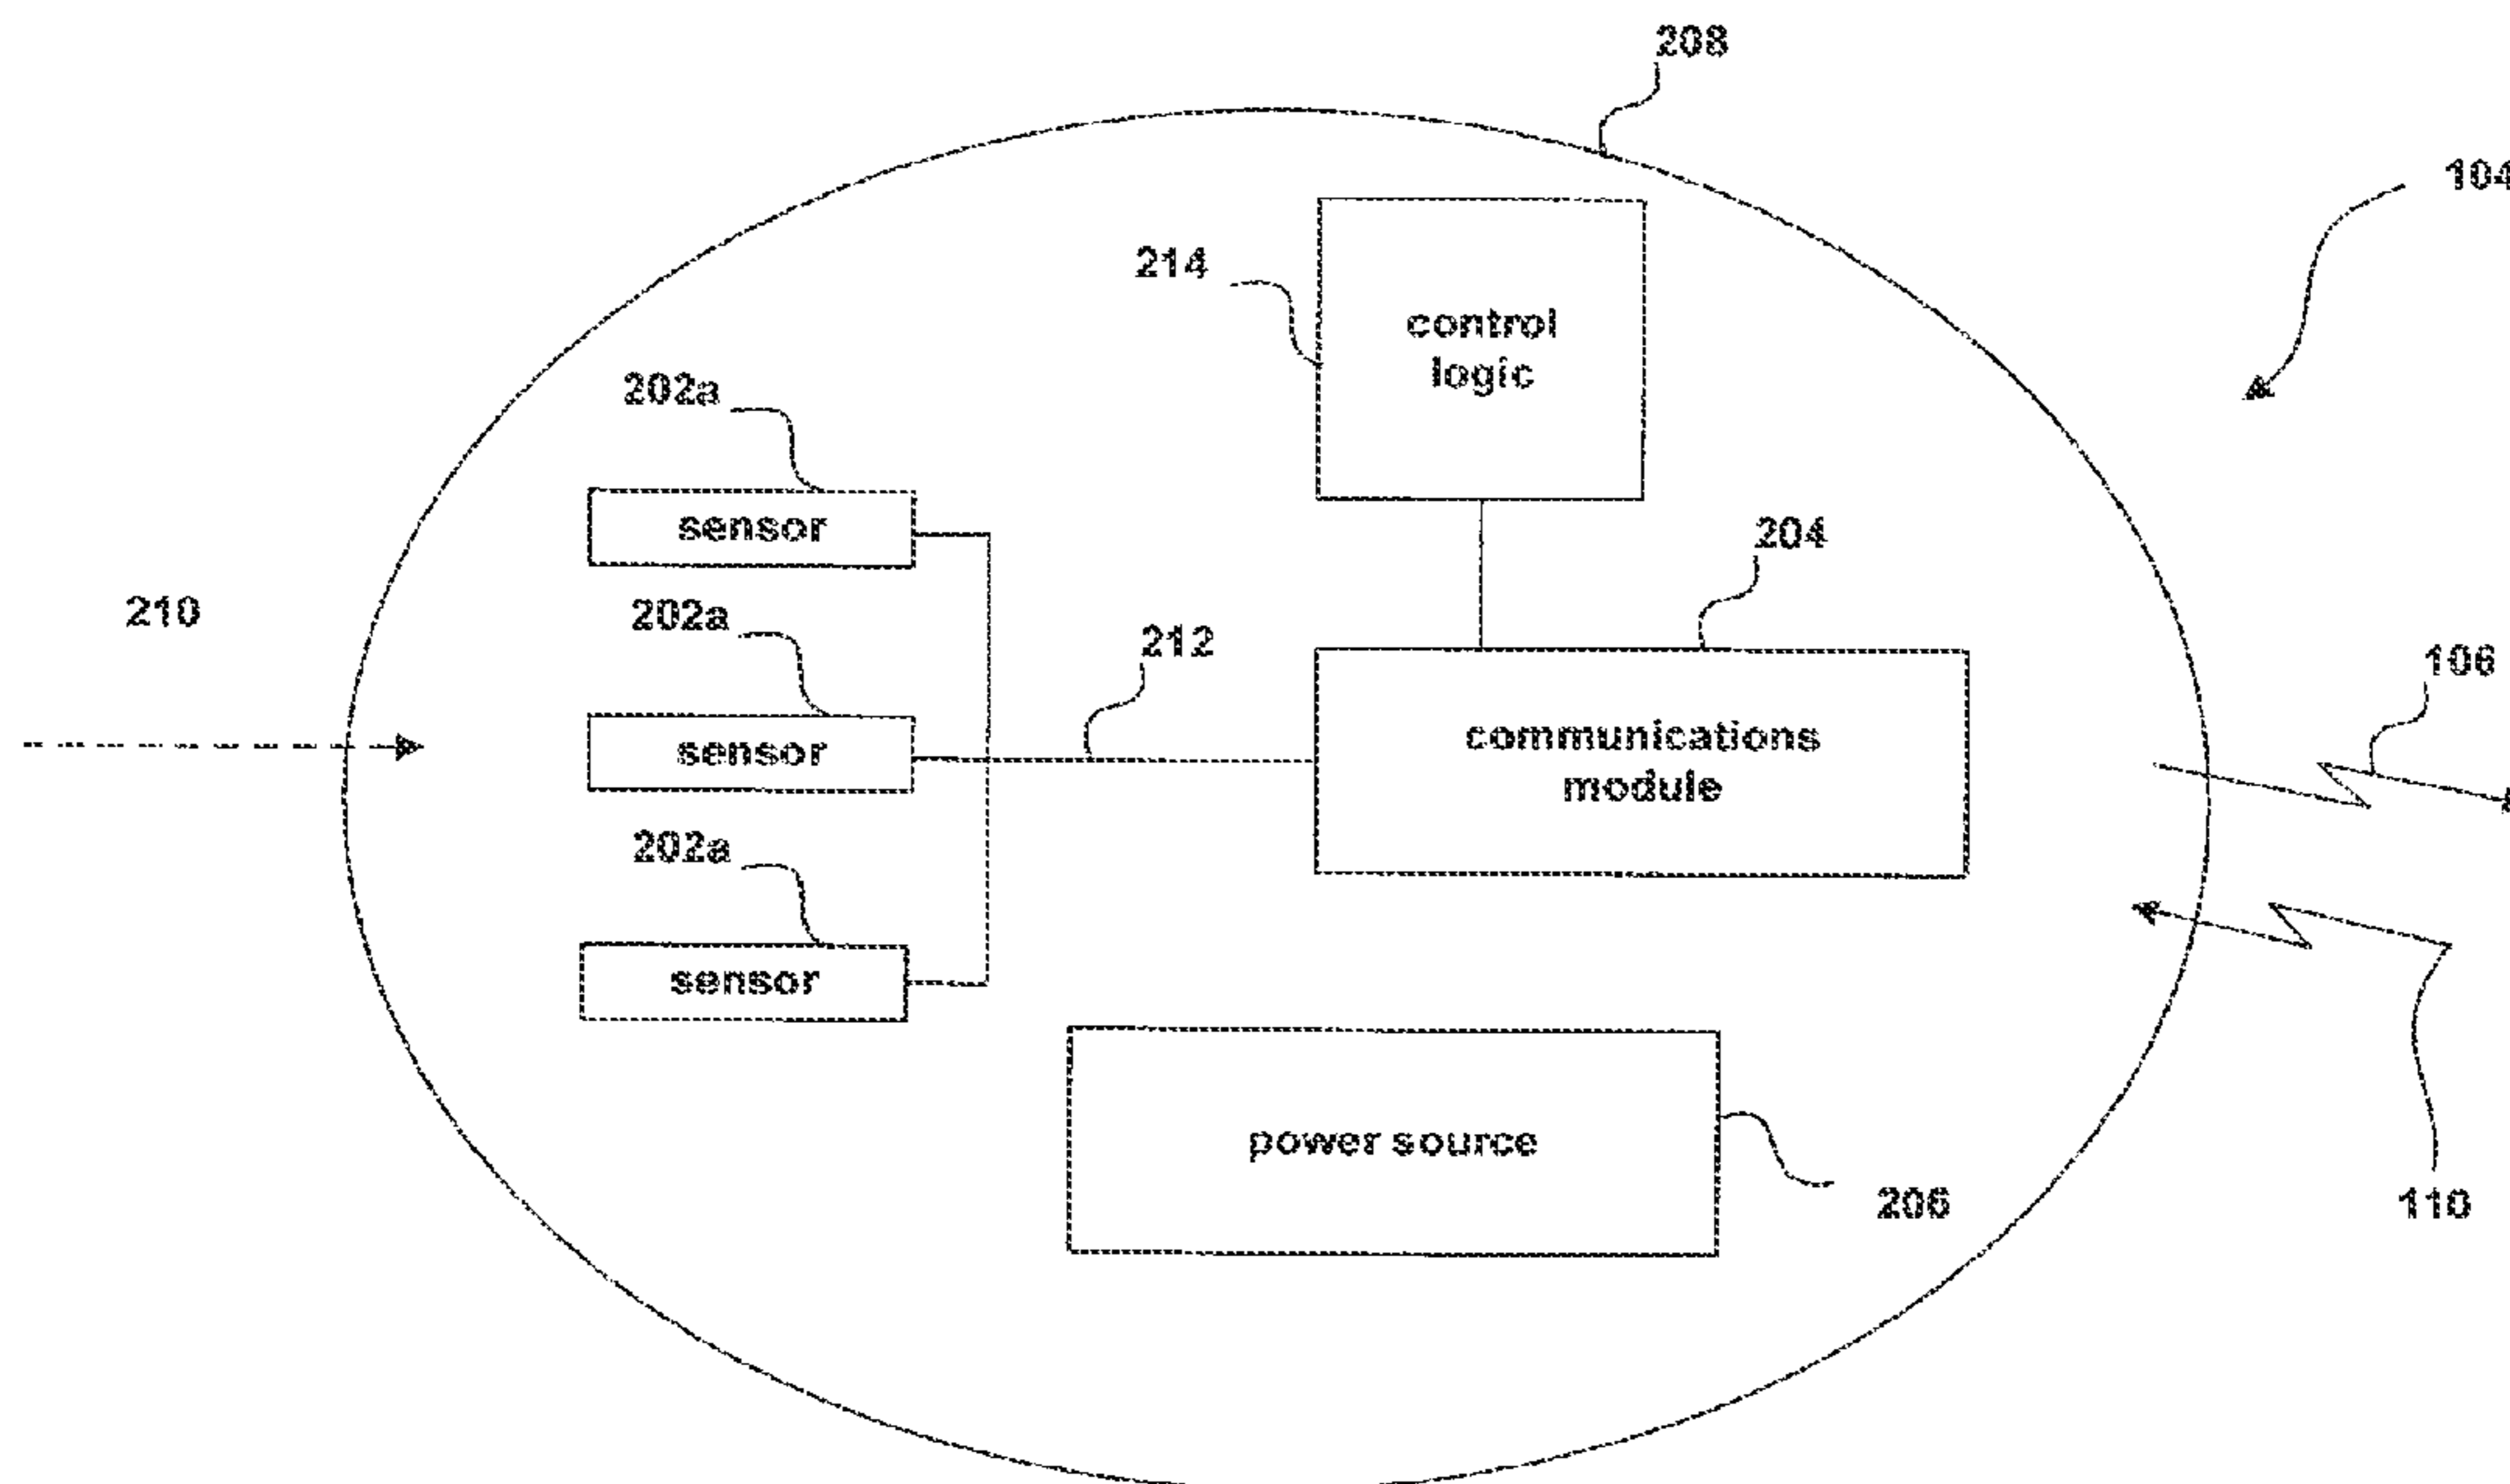 208
104
214
control
logic
202a
sensor
204
210
202a
212
106
sensor
communications
module
202a
sensor
power source
206
110